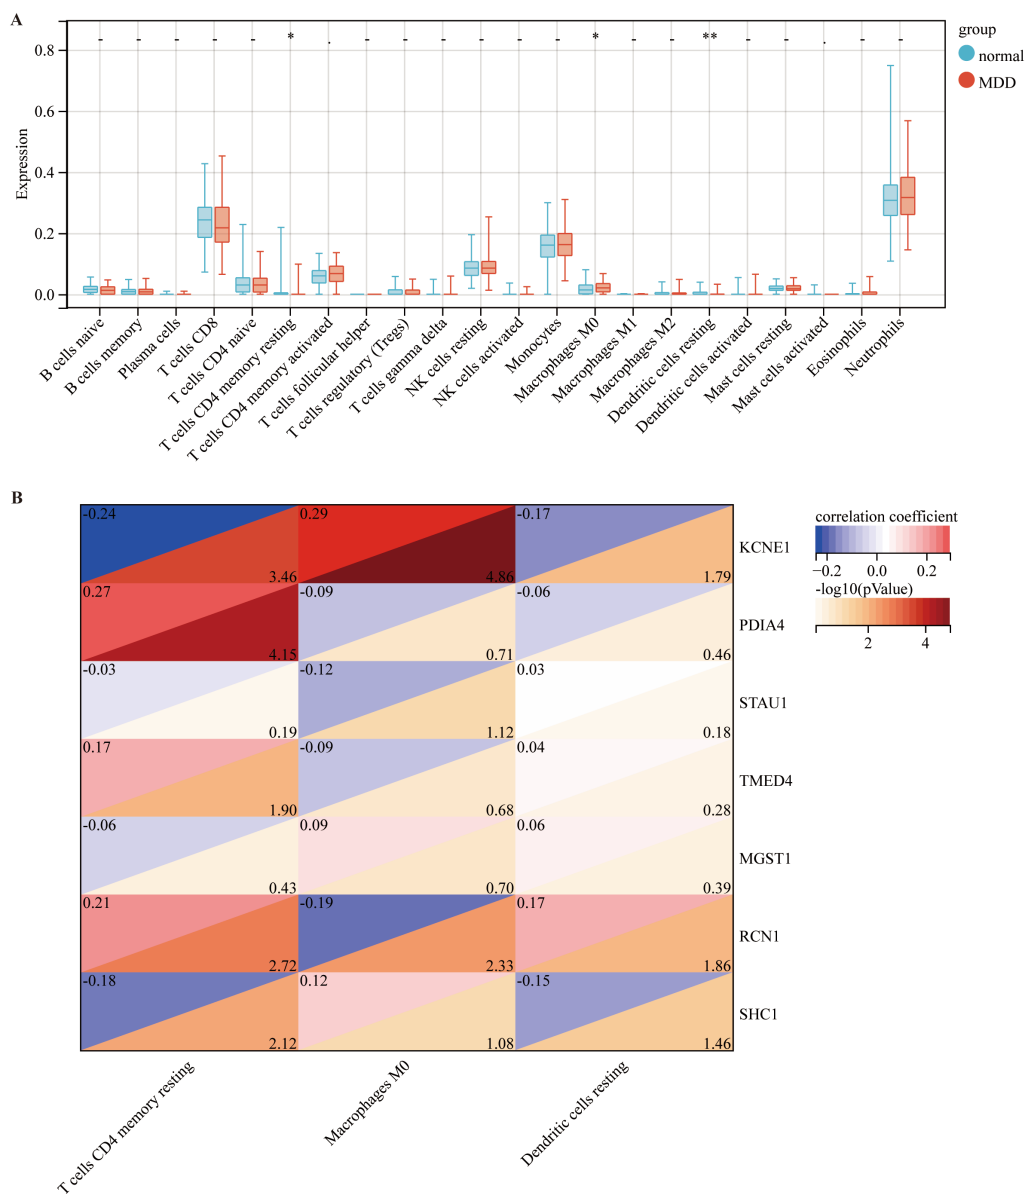 A
- - - - - * . - - - - - - * - - ** - - . - -
group
normal
MDD
Expression
0.8
0.6
0.4
0.2
0.0
B cells naive
B cells memory
Plasma cells
T cells CD8
T cells CD4 naive
T cells CD4 memory resting
T cells CD4 memory activated
T cells follicular helper
T cells regulatory (Tregs)
T cells gamma delta
NK cells resting
NK cells activated
Monocytes
Macrophages M0
Macrophages M1
Macrophages M2
Dendritic cells resting
Dendritic cells activated
Mast cells resting
Mast cells activated
Eosinophils
Neutrophils
B
-0.24 3.46 0.29 4.86 -0.17 1.79 KCNE1
0.27 4.15 -0.09 0.71 -0.06 0.46 PDIA4
-0.03 0.19 -0.12 1.12 0.03 0.18 STAU1
0.17 1.90 -0.09 0.68 0.04 0.28 TMED4
-0.06 0.43 0.09 0.70 0.06 0.39 MGST1
0.21 2.72 -0.19 2.33 0.17 1.86 RCN1
-0.18 2.12 0.12 1.08 -0.15 1.46 SHC1
T cells CD4 memory resting
Macrophages M0
Dendritic cells resting
correlation coefficient
−0.2 0.0 0.2
-log10(pValue)
2 4